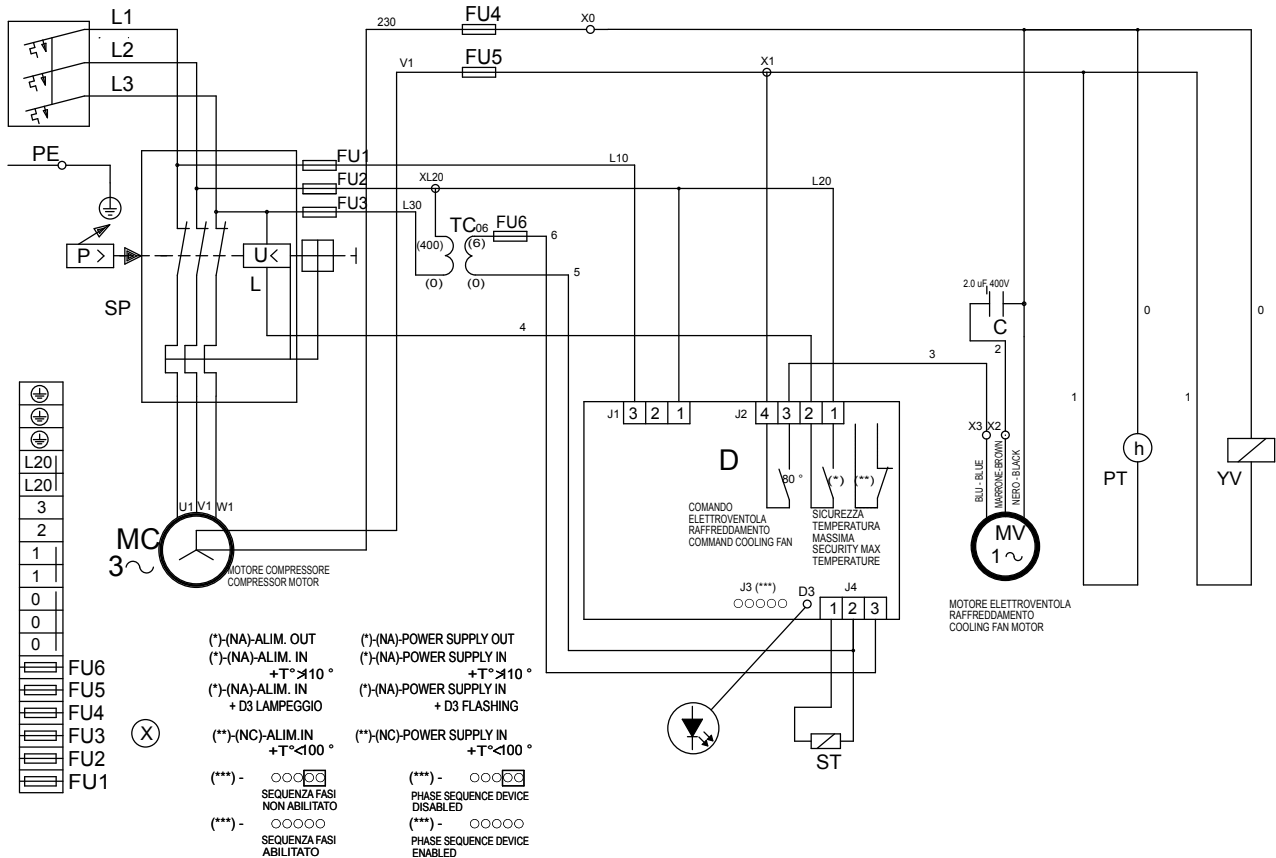 L1
L2
L3
PE
230
FU4
X0
V1
FU5
X1
FU1
L10
FU2
XL20
L20
FU3
L30
TC06
FU6
6
(400)
(6)
(0)
(0)
5
P >
U<
L
SP
4
2.0 uF 400V
C
2
3
0
0
1
1
J1
3 2 1
J2
4 3 2 1
D
80 °
(*)
(**)
COMANDO
ELETTROVENTOLA
RAFFREDDAMENTO
COMMAND COOLING FAN
SICUREZZA
TEMPERATURA
MASSIMA
SECURITY MAX
TEMPERATURE
J3 (***)
D3
J4
1 2 3
X3
X2
BLU - BLUE
MARRONE-BROWN
NERO - BLACK
MV
1
MOTORE ELETTROVENTOLA
RAFFREDDAMENTO
COOLING FAN MOTOR
h
PT
YV
ST
U1
V1
W1
MC
3
MOTORE COMPRESSORE
COMPRESSOR MOTOR
L20
L20
3
2
1
1
0
0
0
FU6
FU5
FU4
FU3
FU2
FU1
X
(*)-(NA)-ALIM. OUT
(*)-(NA)-ALIM. IN
+T°>110 °
(*)-(NA)-ALIM. IN
+ D3 LAMPEGGIO
(**)-(NC)-ALIM.IN
+T°<100 °
(***) -
SEQUENZA FASI
NON ABILITATO
(***) -
SEQUENZA FASI
ABILITATO
(*)-(NA)-POWER SUPPLY OUT
(*)-(NA)-POWER SUPPLY IN
+T°>110 °
(*)-(NA)-POWER SUPPLY IN
+ D3 FLASHING
(**)-(NC)-POWER SUPPLY IN
+T°<100 °
(***) -
PHASE SEQUENCE DEVICE
DISABLED
(***) -
PHASE SEQUENCE DEVICE
ENABLED